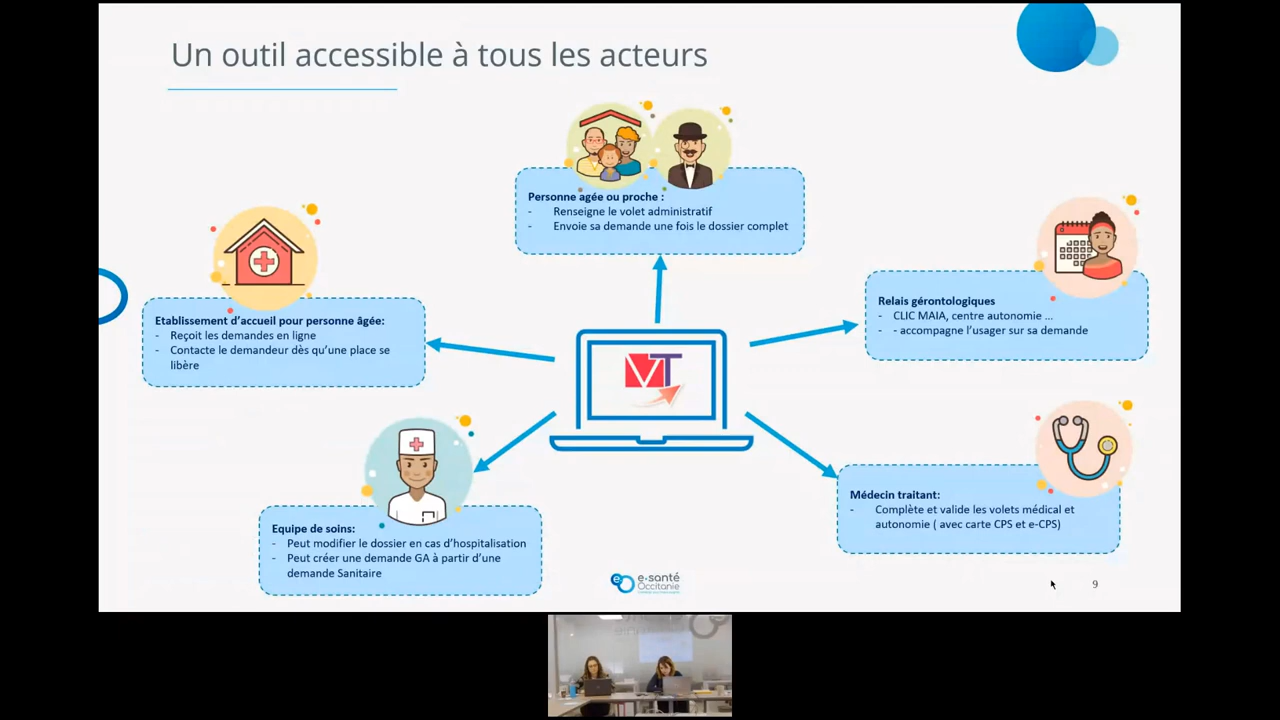 Un outil accessible à tous les acteurs
Personne agée ou proche :
- Renseigne le volet administratif
- Envoie sa demande une fois le dossier complet
Etablissement d'accueil pour personne âgée:
- Reçoit les demandes en ligne
- Contacte le demandeur dès qu'une place se
libère
Relais gérontologiques
- CLIC MAIA, centre autonomie ...
- - accompagne l'usager sur sa demande
VT
Equipe de soins:
- Peut modifier le dossier en cas d'hospitalisation
- Peut créer une demande GA à partir d'une
demande Sanitaire
Médecin traitant:
- Complète et valide les volets médical et
autonomie ( avec carte CPS et e-CPS)
e-santé
Occitanie
9